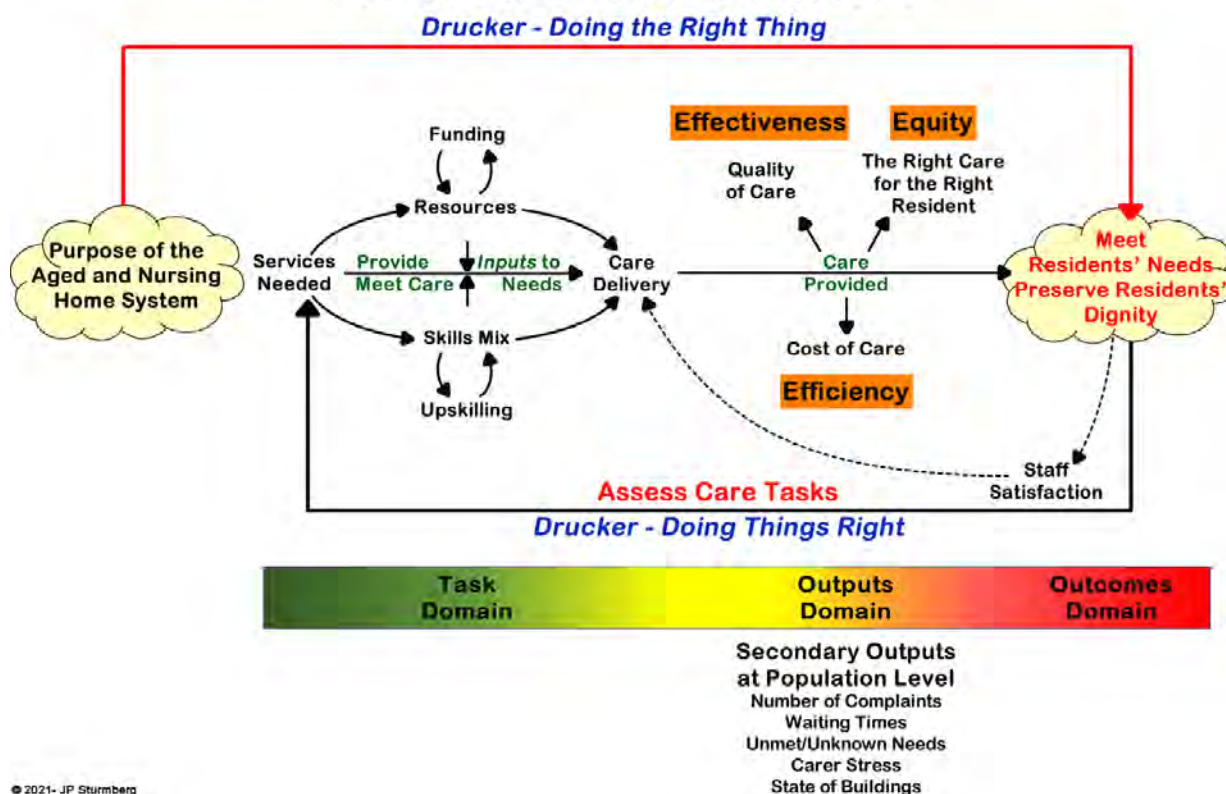 Drucker - Doing the Right Thing
Funding
Resources
Effectiveness
Equity
Quality
of Care
The Right Care
for the Right
Resident
Purpose of the
Aged and Nursing
Home System
Services
Needed
Provide
Meet Care
Inputs to
Needs
Care
Delivery
Care
Provided
Meet
Residents' Needs
Preserve Residents'
Dignity
Skills Mix
Upskilling
Cost of Care
Efficiency
Staff
Satisfaction
Assess Care Tasks
Drucker - Doing Things Right
Task
Domain
Outputs
Domain
Outcomes
Domain
Secondary Outputs
at Population Level
Number of Complaints
Waiting Times
Unmet/Unknown Needs
Carer Stress
State of Buildings
© 2021- JP Sturmberg